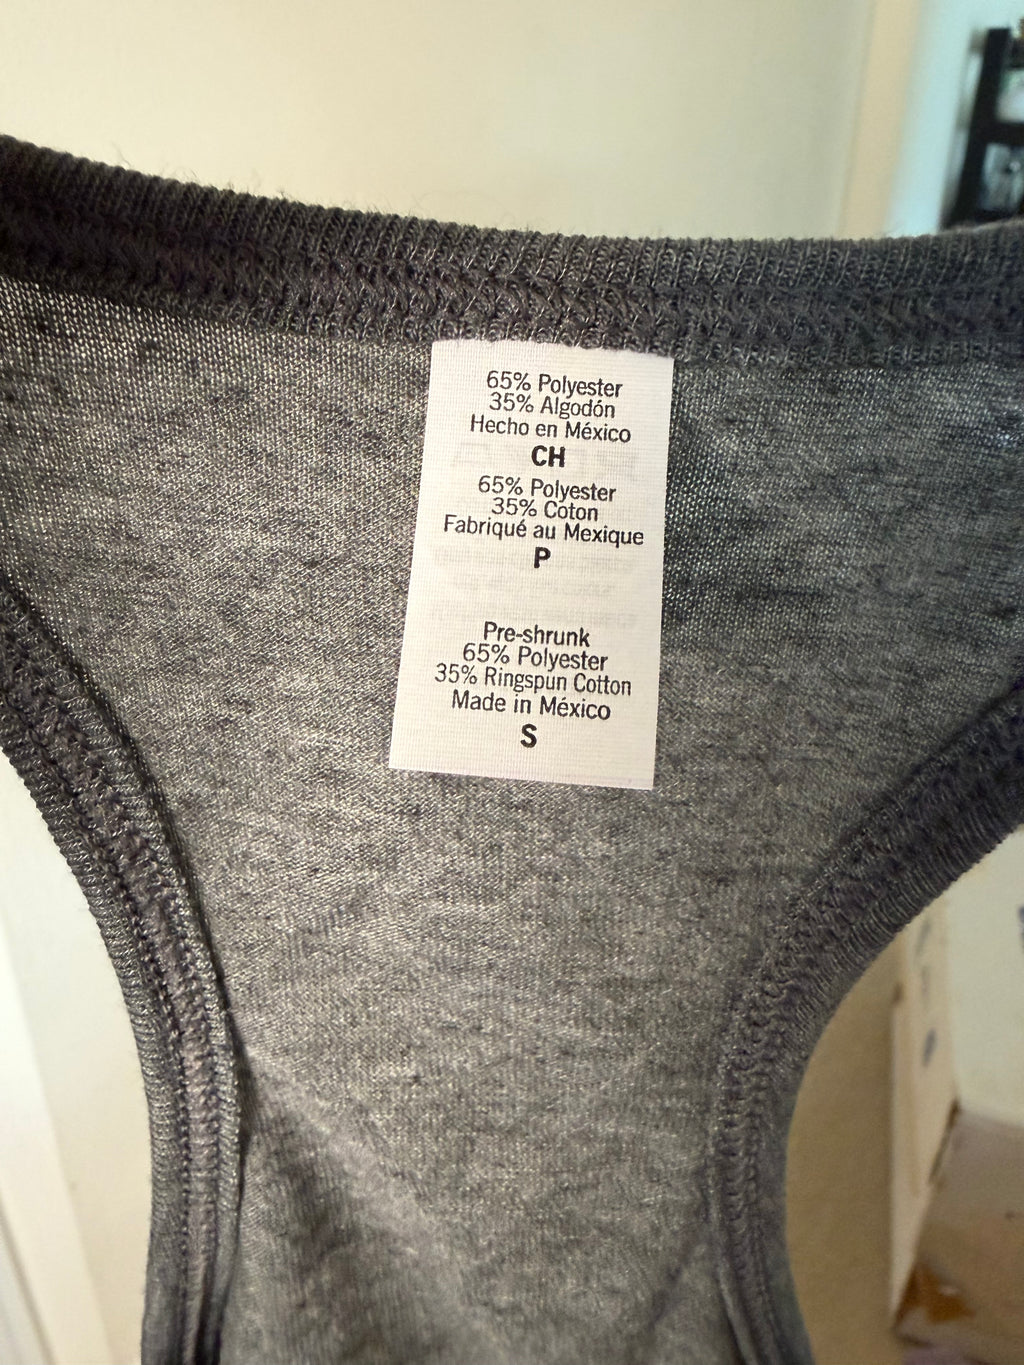 65% Polyester
35% Algodón
Hecho en México
CH
65% Polyester
35% Coton
Fabriqué au Mexique
P
Pre-shrunk
65% Polyester
35% Ringspun Cotton
Made in México
S